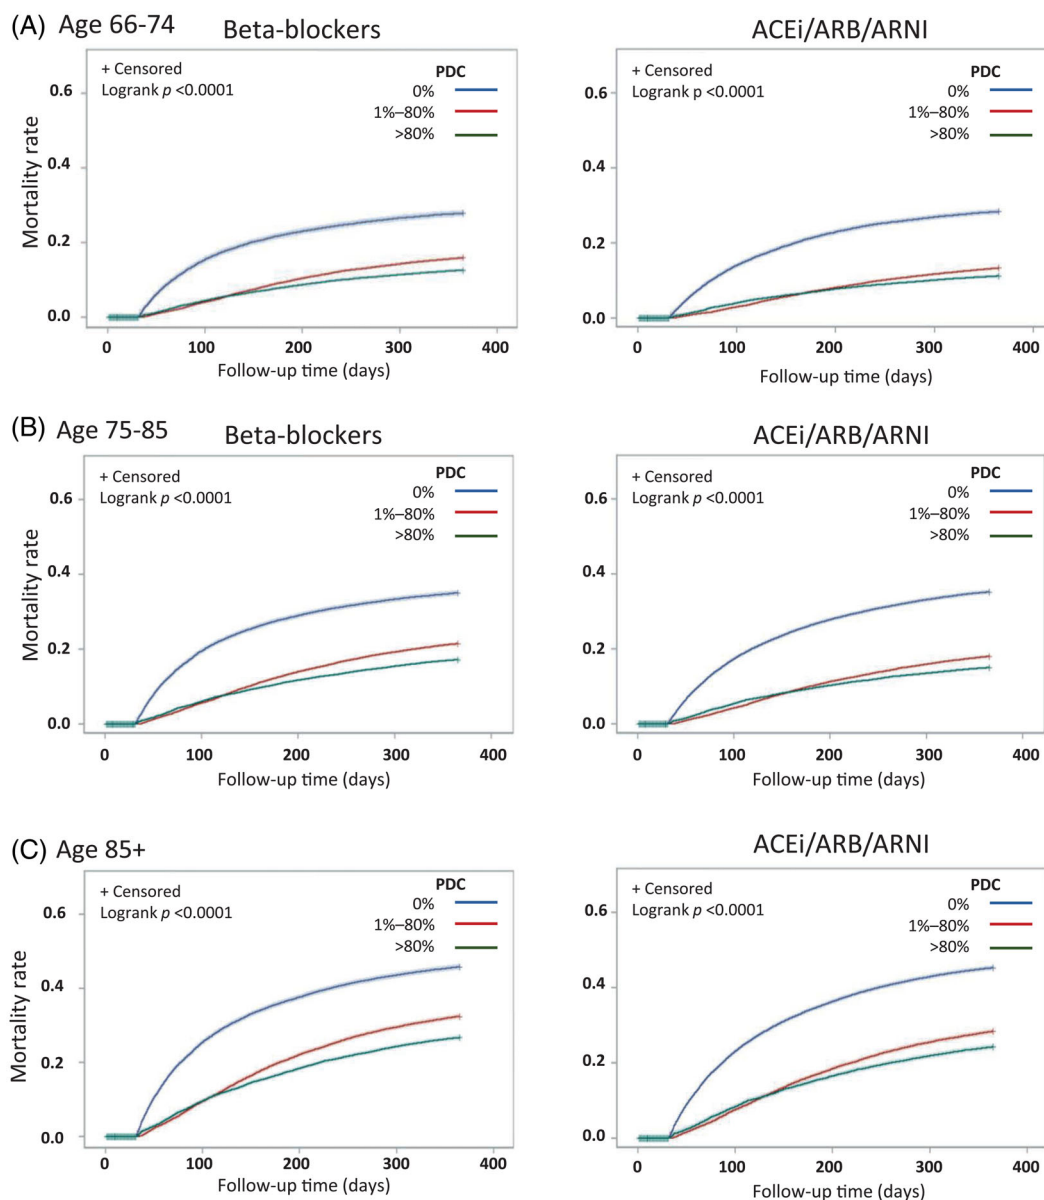 (A) Age 66-74 Beta-blockers ACEi/ARB/ARNI
+ Censored
Logrank p <0.0001
PDC
0%
1%–80%
>80%
Mortality rate
0.6
0.4
0.2
0.0
0 100 200 300 400
Follow-up time (days)
+ Censored
Logrank p <0.0001
PDC
0%
1%–80%
>80%
0.6
0.4
0.2
0.0
0 100 200 300 400
Follow-up time (days)
(B) Age 75-85 Beta-blockers ACEi/ARB/ARNI
+ Censored
Logrank p <0.0001
PDC
0%
1%–80%
>80%
Mortality rate
0.6
0.4
0.2
0.0
0 100 200 300 400
Follow-up time (days)
+ Censored
Logrank p <0.0001
PDC
0%
1%–80%
>80%
0.6
0.4
0.2
0.0
0 100 200 300 400
Follow-up time (days)
(C) Age 85+ ACEi/ARB/ARNI
+ Censored
Logrank p <0.0001
PDC
0%
1%–80%
>80%
Mortality rate
0.6
0.4
0.2
0.0
0 100 200 300 400
Follow-up time (days)
+ Censored
Logrank p <0.0001
PDC
0%
1%–80%
>80%
0.6
0.4
0.2
0.0
0 100 200 300 400
Follow-up time (days)